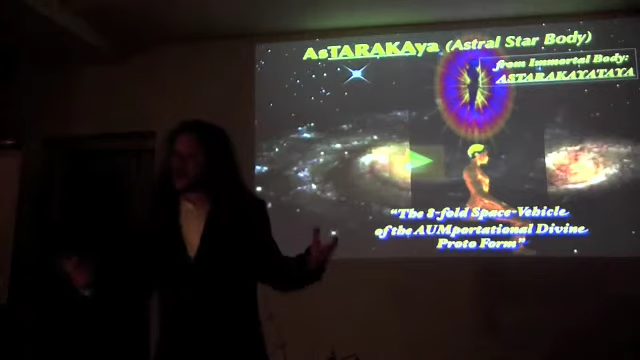 AsTARAKAya (Astral Star Body)
from Immortal Body:
ASTARAKAYATAYA
"The 8-fold Space-Vehicle
of the AUMportational Divine
Proto Form"